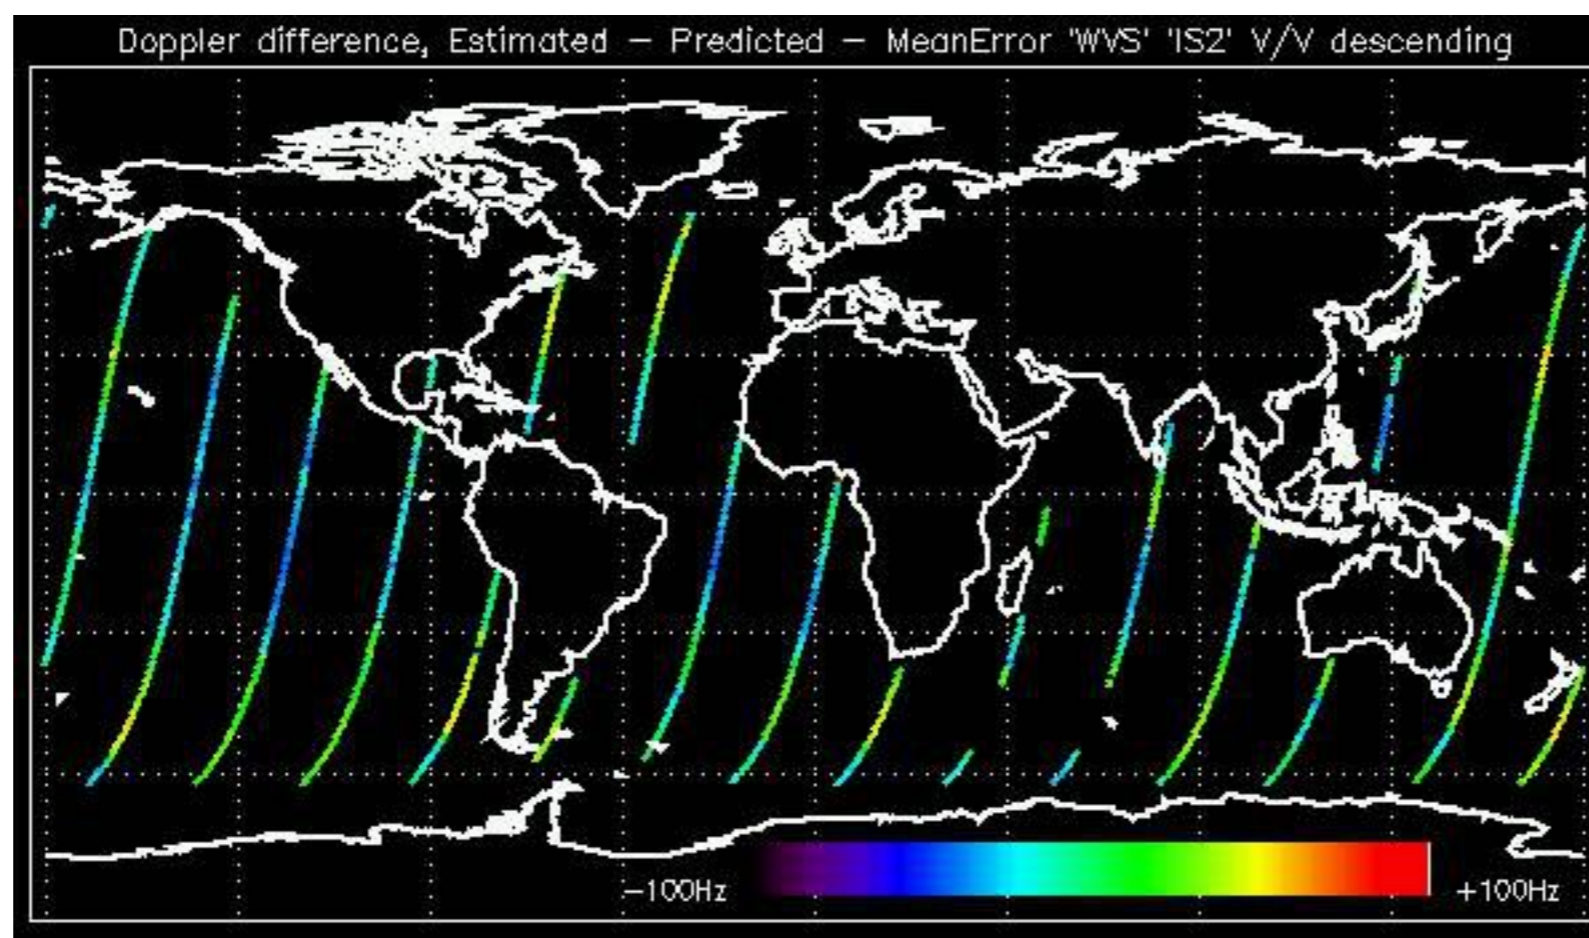 Doppler difference, Estimated – Predicted – MeanError 'WVS' 'IS2' V/V descending
-100Hz +100Hz